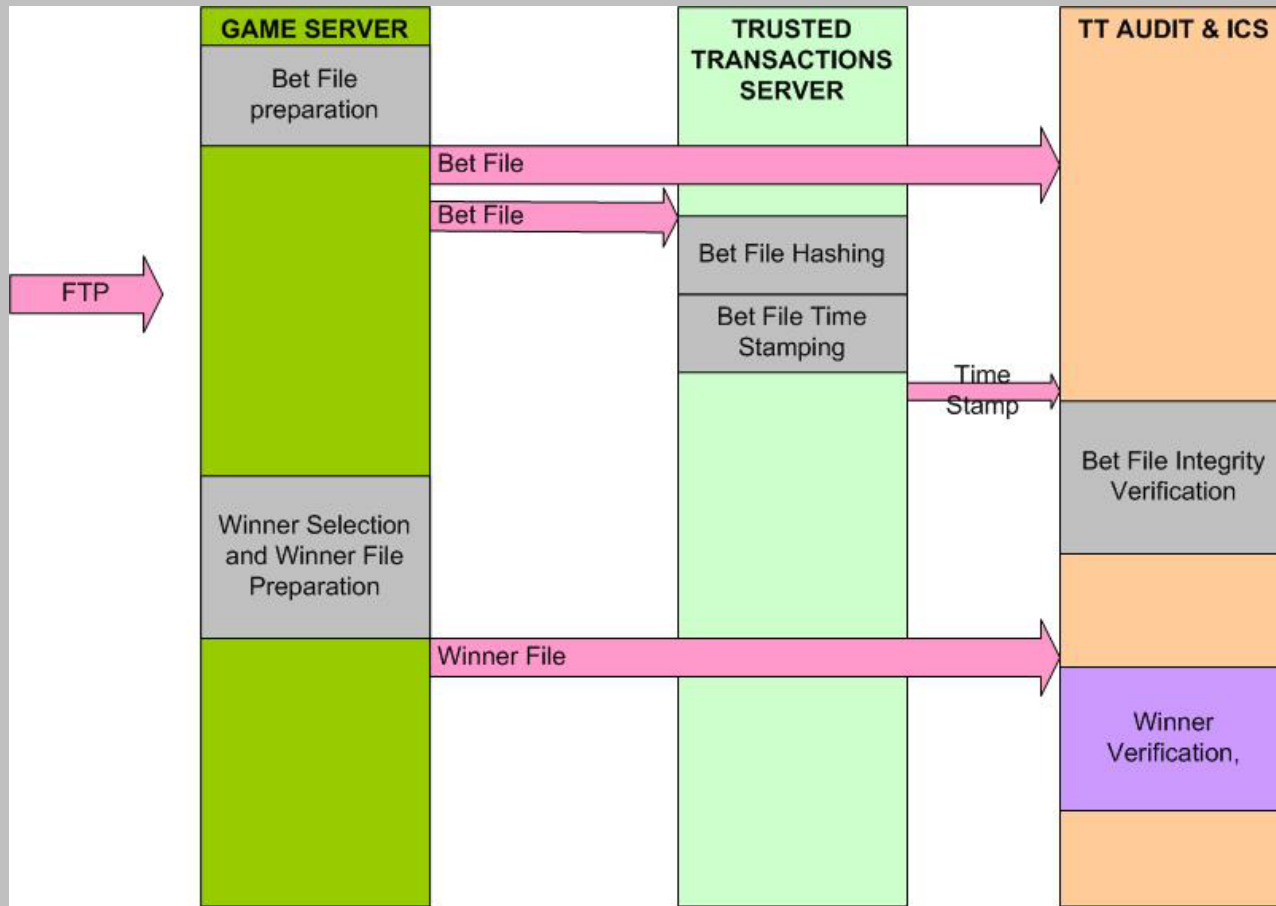 GAME SERVER
TRUSTED
TRANSACTIONS
SERVER
TT AUDIT & ICS
Bet File
preparation
Bet File
Bet File
Bet File Hashing
FTP
Bet File Time
Stamping
Time
Stamp
Bet File Integrity
Verification
Winner Selection
and Winner File
Preparation
Winner File
Winner
Verification,